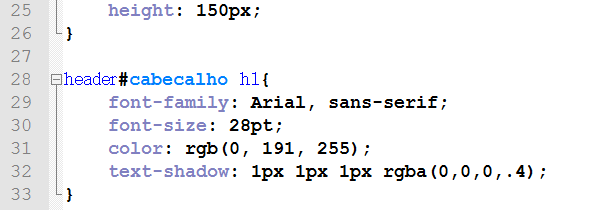 25 height: 150px;
26 }
27
28 header#cabecalho h1{
29 font-family: Arial, sans-serif;
30 font-size: 28pt;
31 color: rgb(0, 191, 255);
32 text-shadow: 1px 1px 1px rgba(0,0,0,.4);
33 }